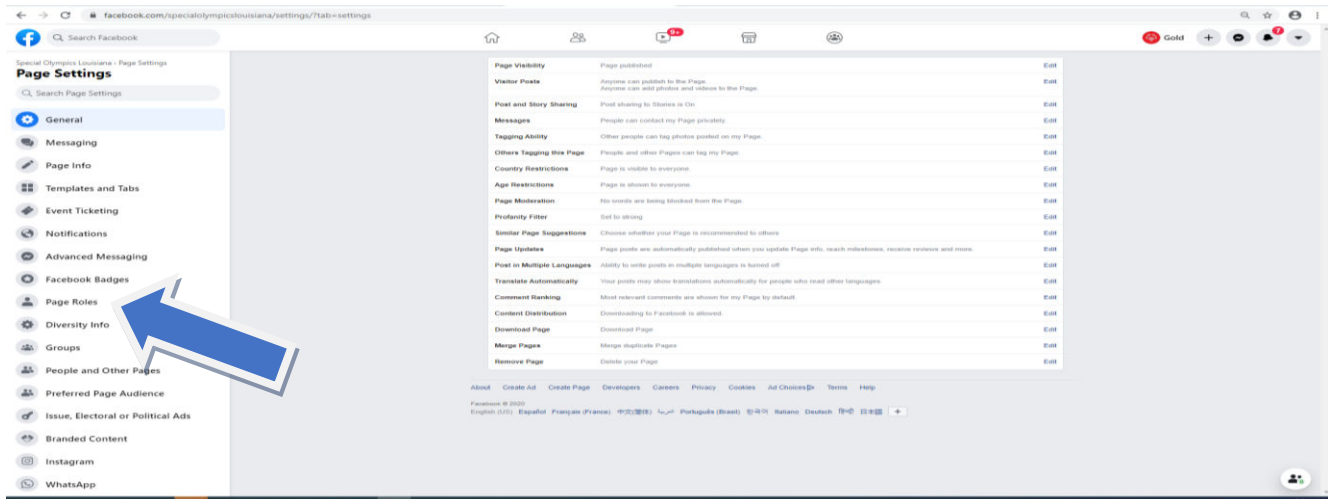 facebook.com/specialolympicslouisiana/settings/?tab=settings
Search Facebook
9+
Gold
7
Special Olympics Louisiana › Page Settings
Page Settings
Search Page Settings
General
Messaging
Page Info
Templates and Tabs
Event Ticketing
Notifications
Advanced Messaging
Facebook Badges
Page Roles
Diversity Info
Groups
People and Other Pages
Preferred Page Audience
Issue, Electoral or Political Ads
Branded Content
Instagram
WhatsApp
Page Visibility Page published Edit
Visitor Posts Anyone can publish to the Page. Edit
Anyone can add photos and videos to the Page.
Post and Story Sharing Post sharing to Stories is On Edit
Messages People can contact my Page privately. Edit
Tagging Ability Other people can tag photos posted on my Page. Edit
Others Tagging this Page People and other Pages can tag my Page. Edit
Country Restrictions Page is visible to everyone. Edit
Age Restrictions Page is shown to everyone. Edit
Page Moderation No words are being blocked from the Page. Edit
Profanity Filter Set to strong Edit
Similar Page Suggestions Choose whether your Page is recommended to others Edit
Page Updates Page posts are automatically published when you update Page info, reach milestones, receive reviews and more. Edit
Post in Multiple Languages Ability to write posts in multiple languages is turned off Edit
Translate Automatically Your posts may show translations automatically for people who read other languages. Edit
Comment Ranking Most relevant comments are shown for my Page by default. Edit
Content Distribution Downloading to Facebook is allowed. Edit
Download Page Download Page Edit
Merge Pages Merge duplicate Pages Edit
Remove Page Delete your Page Edit
About Create Ad Create Page Developers Careers Privacy Cookies Ad Choices Terms Help
Facebook © 2020
English (US) Español Français (France) 中文(简体) العربية Português (Brasil) 한국어 Italiano Deutsch हिन्दी 日本語 +